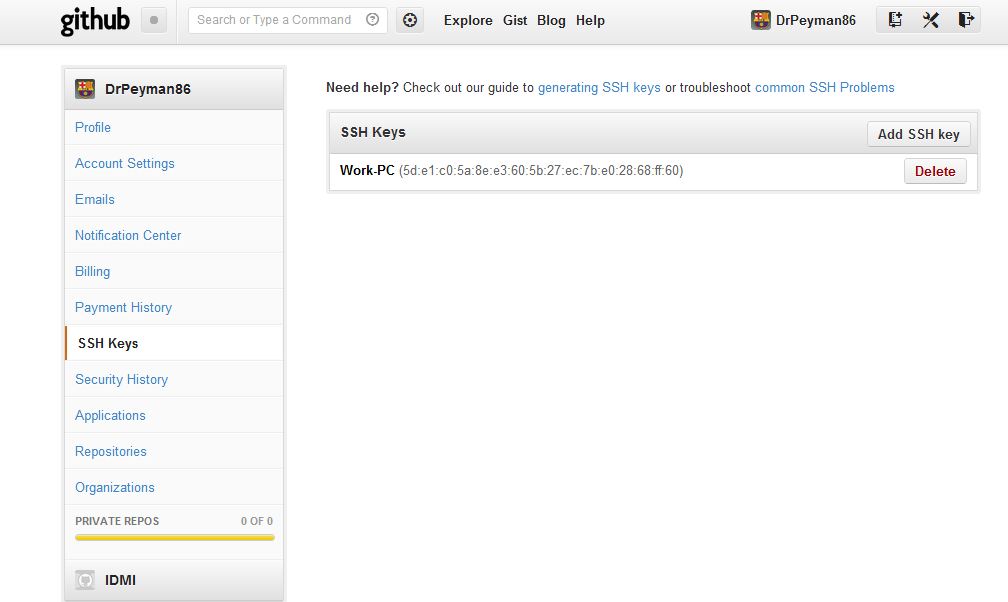 github
Search or Type a Command
Explore Gist Blog Help
DrPeyman86
DrPeyman86
Profile
Account Settings
Emails
Notification Center
Billing
Payment History
SSH Keys
Security History
Applications
Repositories
Organizations
PRIVATE REPOS 0 OF 0
IDMI
Need help? Check out our guide to generating SSH keys or troubleshoot common SSH Problems
SSH Keys
Add SSH key
Work-PC (5d:e1:c0:5a:8e:e3:60:5b:27:ec:7b:e0:28:68:ff:60)
Delete